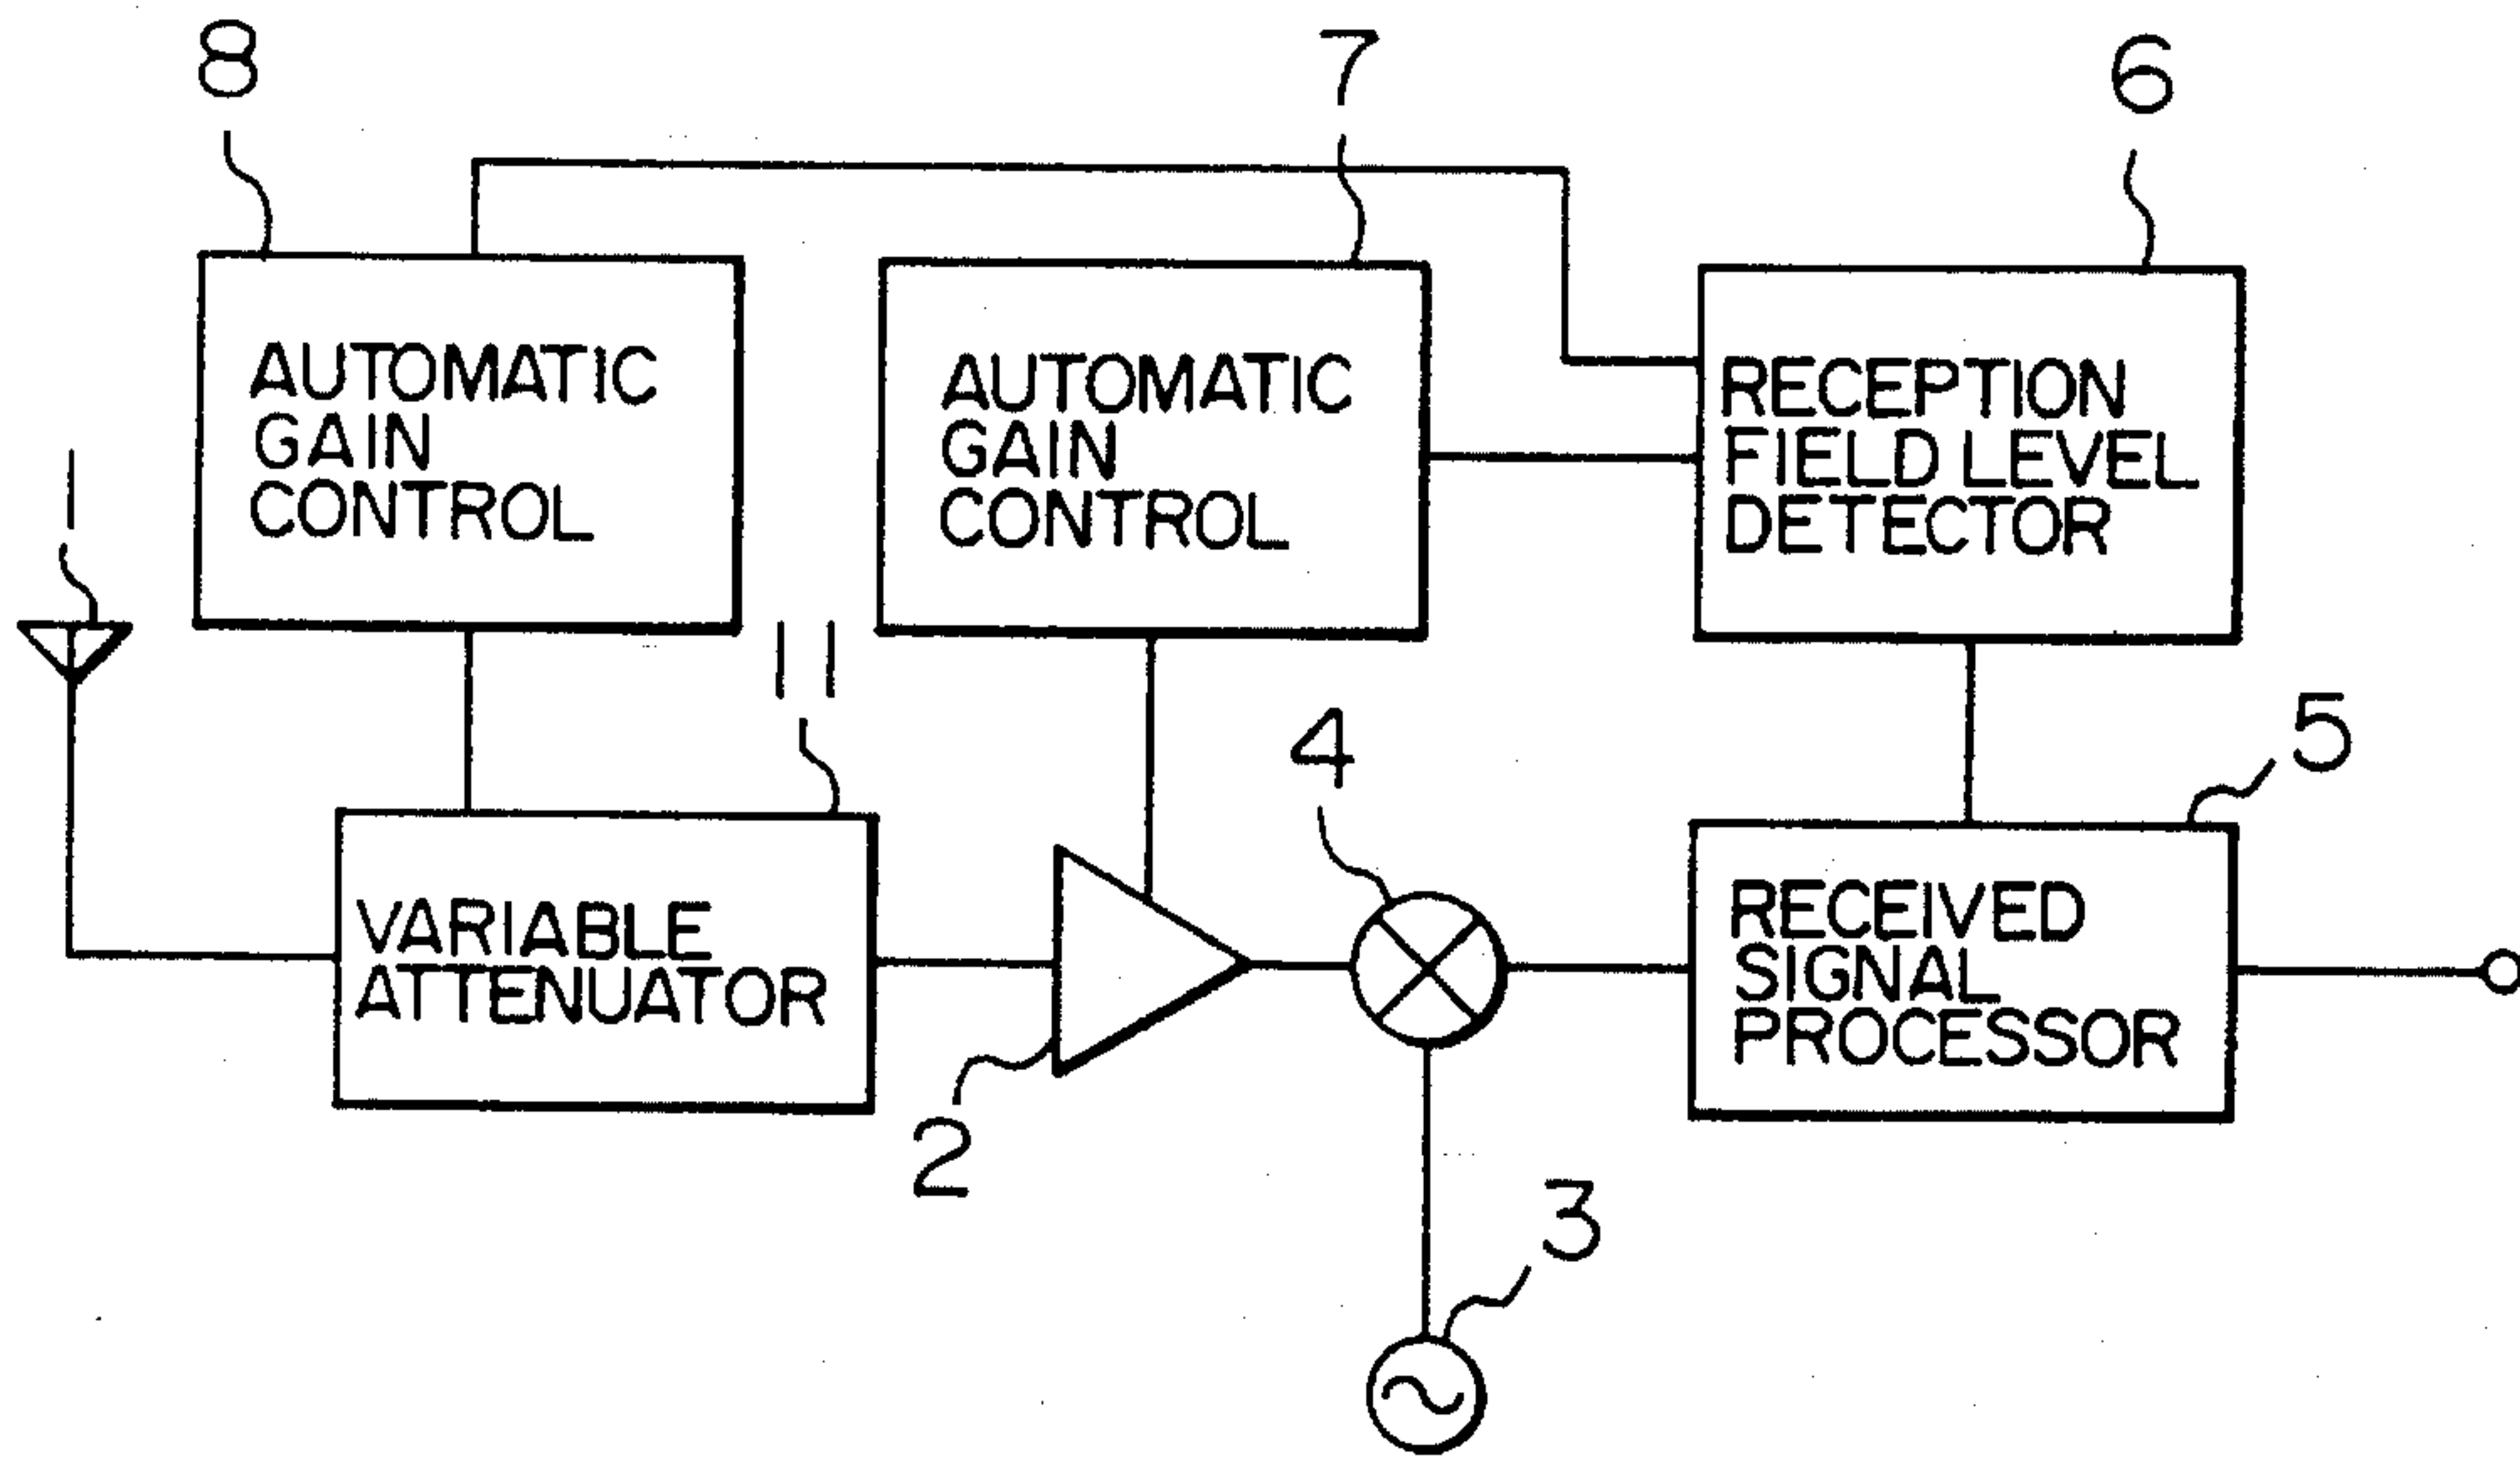 8
7
6
AUTOMATIC
GAIN
CONTROL
AUTOMATIC
GAIN
CONTROL
RECEPTION
FIELD LEVEL
DETECTOR
1
11
4
5
VARIABLE
ATTENUATOR
RECEIVED
SIGNAL
PROCESSOR
2
3